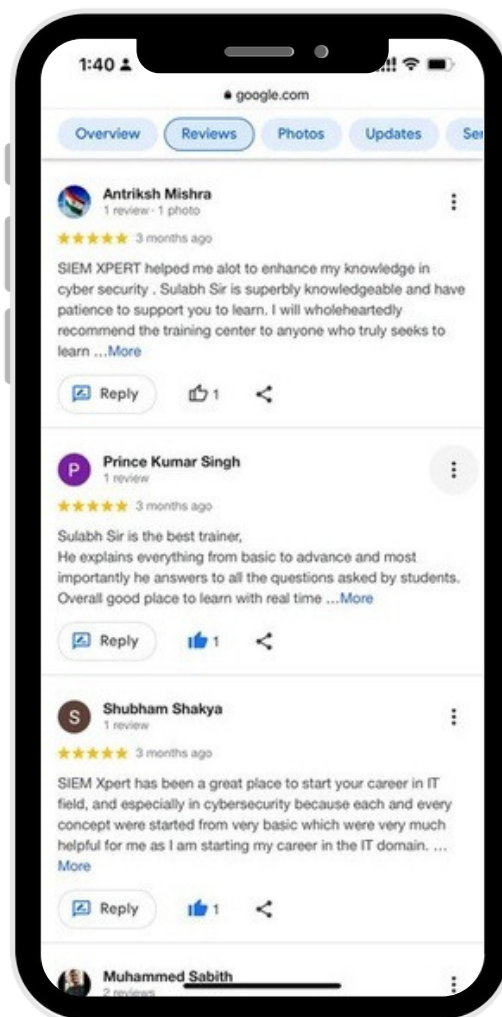 1:40
google.com
Overview Reviews Photos Updates Ser
Antriksh Mishra
1 review · 1 photo
3 months ago
SIEM XPERT helped me alot to enhance my knowledge in
cyber security . Sulabh Sir is superbly knowledgeable and have
patience to support you to learn. I will wholeheartedly
recommend the training center to anyone who truly seeks to
learn ...More
Reply 1
P
Prince Kumar Singh
1 review
3 months ago
Sulabh Sir is the best trainer,
He explains everything from basic to advance and most
importantly he answers to all the questions asked by students.
Overall good place to learn with real time ...More
Reply 1
S
Shubham Shakya
1 review
3 months ago
SIEM Xpert has been a great place to start your career in IT
field, and especially in cybersecurity because each and every
concept were started from very basic which were very much
helpful for me as I am starting my career in the IT domain. ...
More
Reply 1
Muhammed Sabith
2 reviews